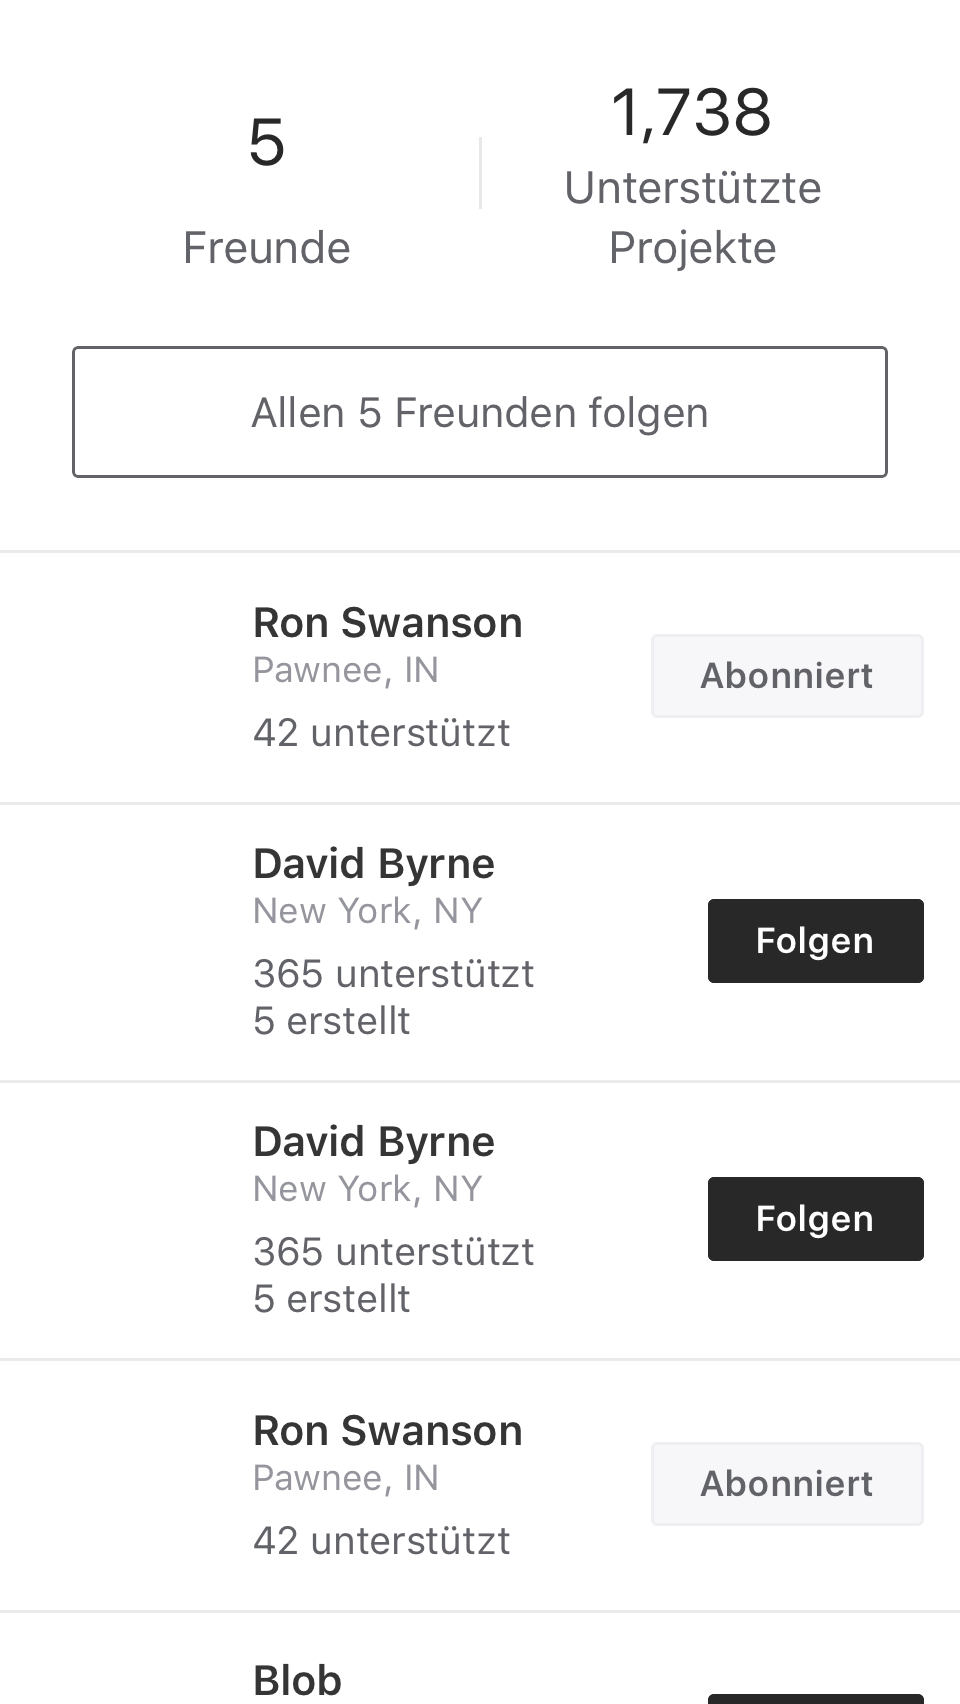 5
Freunde
1,738
Unterstützte
Projekte
Allen 5 Freunden folgen
Ron Swanson
Pawnee, IN
42 unterstützt
Abonniert
David Byrne
New York, NY
365 unterstützt
5 erstellt
Folgen
David Byrne
New York, NY
365 unterstützt
5 erstellt
Folgen
Ron Swanson
Pawnee, IN
42 unterstützt
Abonniert
Blob